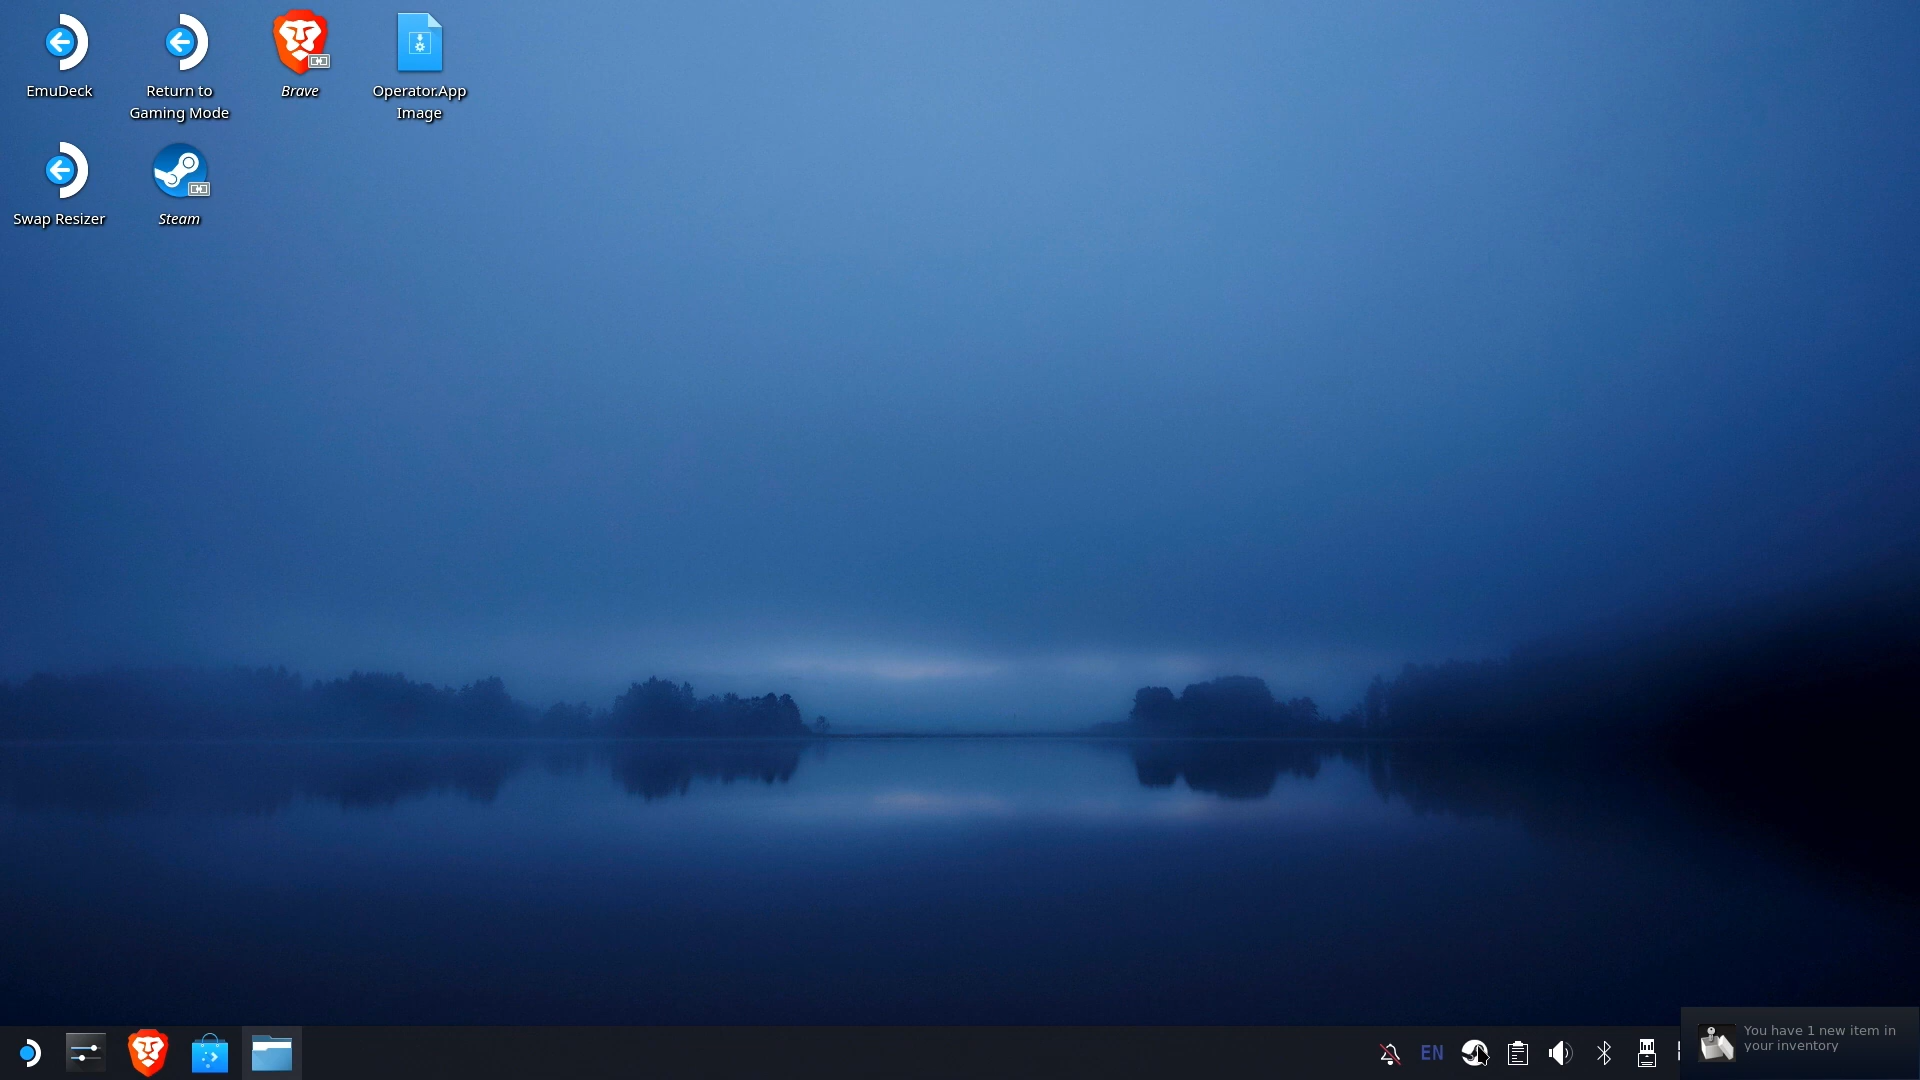 EmuDeck
Return to
Gaming Mode
Brave
Operator.App
Image
Swap Resizer
Steam
EN
You have 1 new item in
your inventory